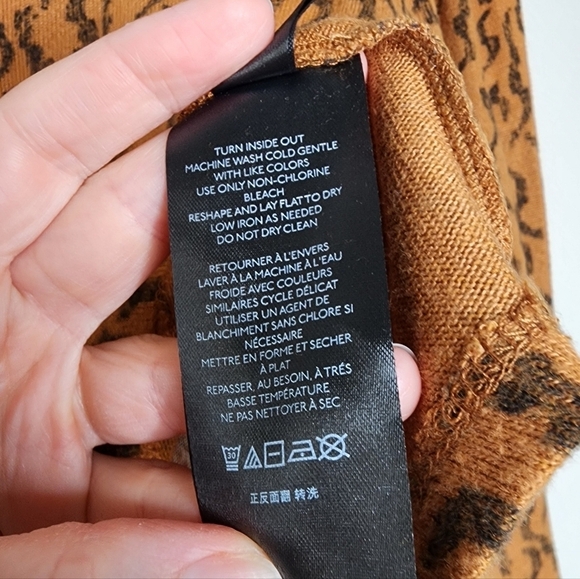 TURN INSIDE OUT
MACHINE WASH COLD GENTLE
WITH LIKE COLORS
USE ONLY NON-CHLORINE
BLEACH
RESHAPE AND LAY FLAT TO DRY
LOW IRON AS NEEDED
DO NOT DRY CLEAN
RETOURNER À L'ENVERS
LAVER À LA MACHINE À L'EAU
FROIDE AVEC COULEURS
SIMILAIRES CYCLE DÉLICAT
UTILISER UN AGENT DE
BLANCHIMENT SANS CHLORE SI
NÉCESSAIRE
METTRE EN FORME ET SECHER
À PLAT
REPASSER, AU BESOIN, À TRÉS
BASSE TEMPÉRATURE
NE PAS NETTOYER À SEC
30
正反面翻 转洗